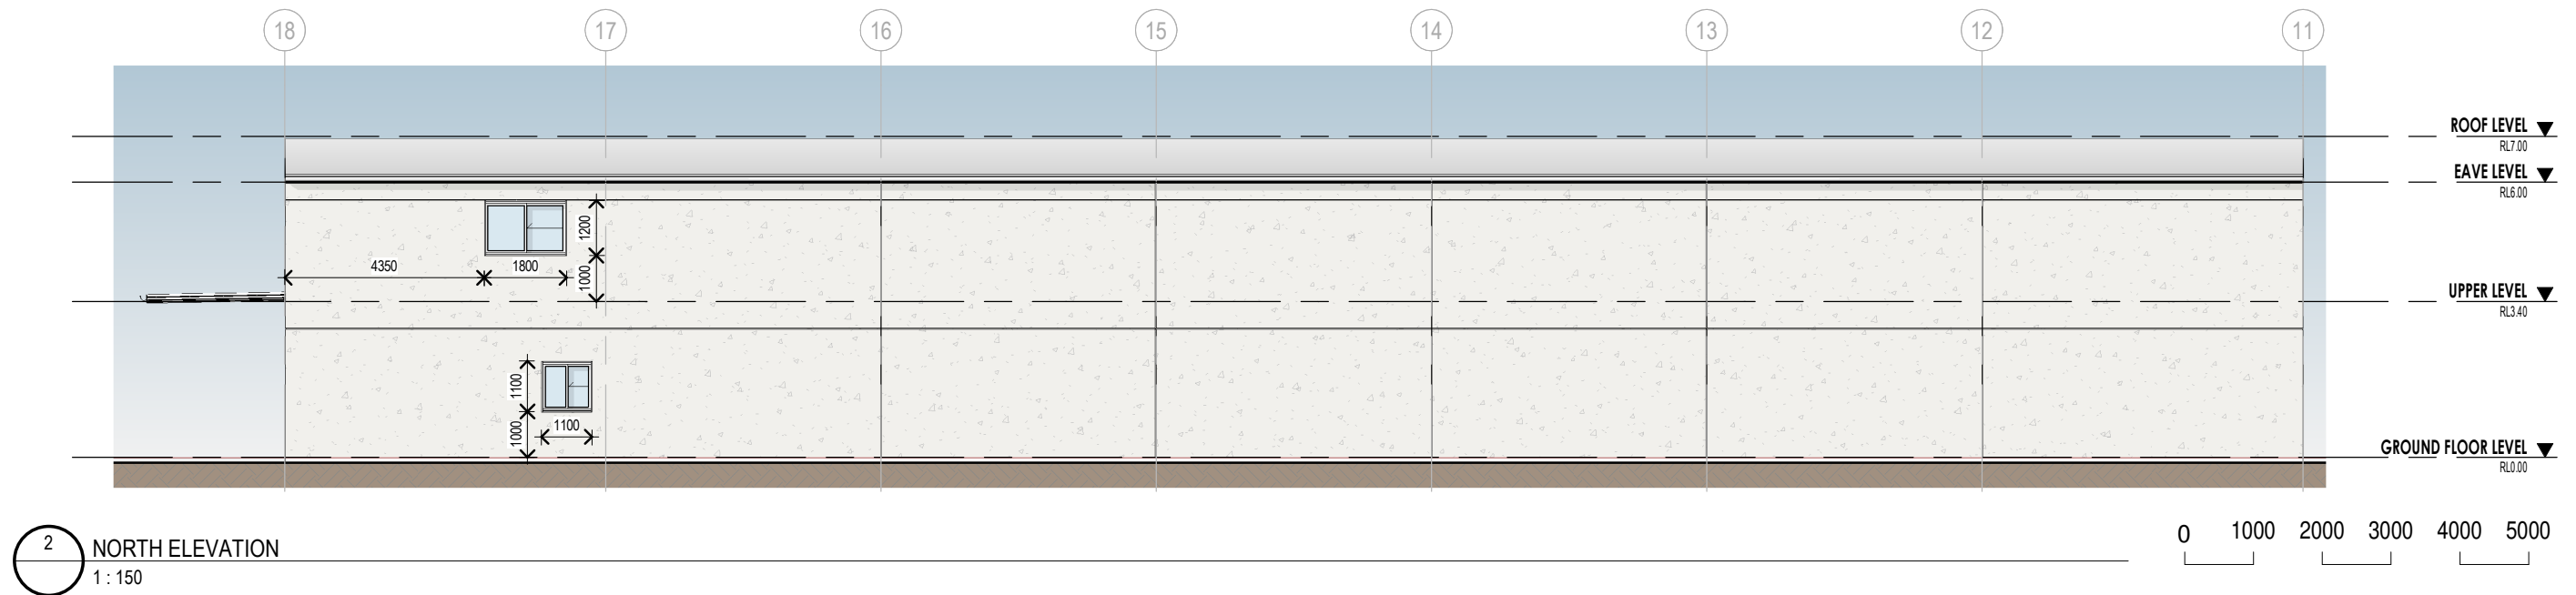 18 17 16 15 14 13 12 11
ROOF LEVEL
RL7.00
EAVE LEVEL
RL6.00
1200
4350 1800 1000
UPPER LEVEL
RL3.40
1100
1000 1100
GROUND FLOOR LEVEL
RL0.00
2 NORTH ELEVATION
1 : 150
0 1000 2000 3000 4000 5000